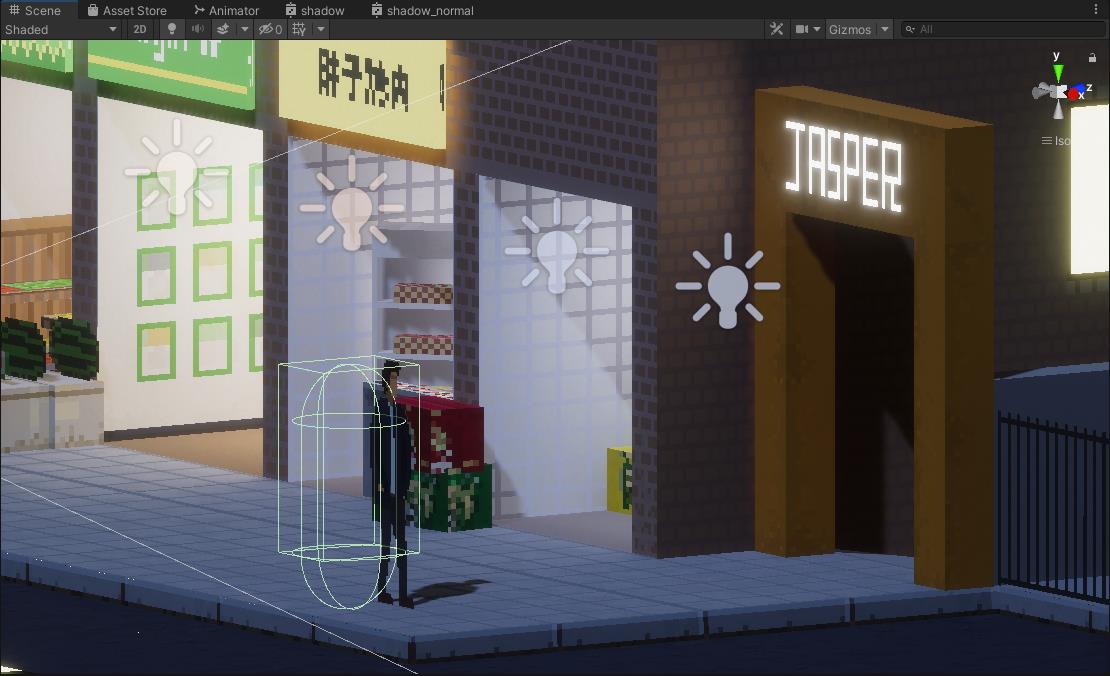 Scene
Asset Store
Animator
shadow
shadow_normal
Shaded
2D
0
Gizmos
All
y
z
x
Iso
JASPER